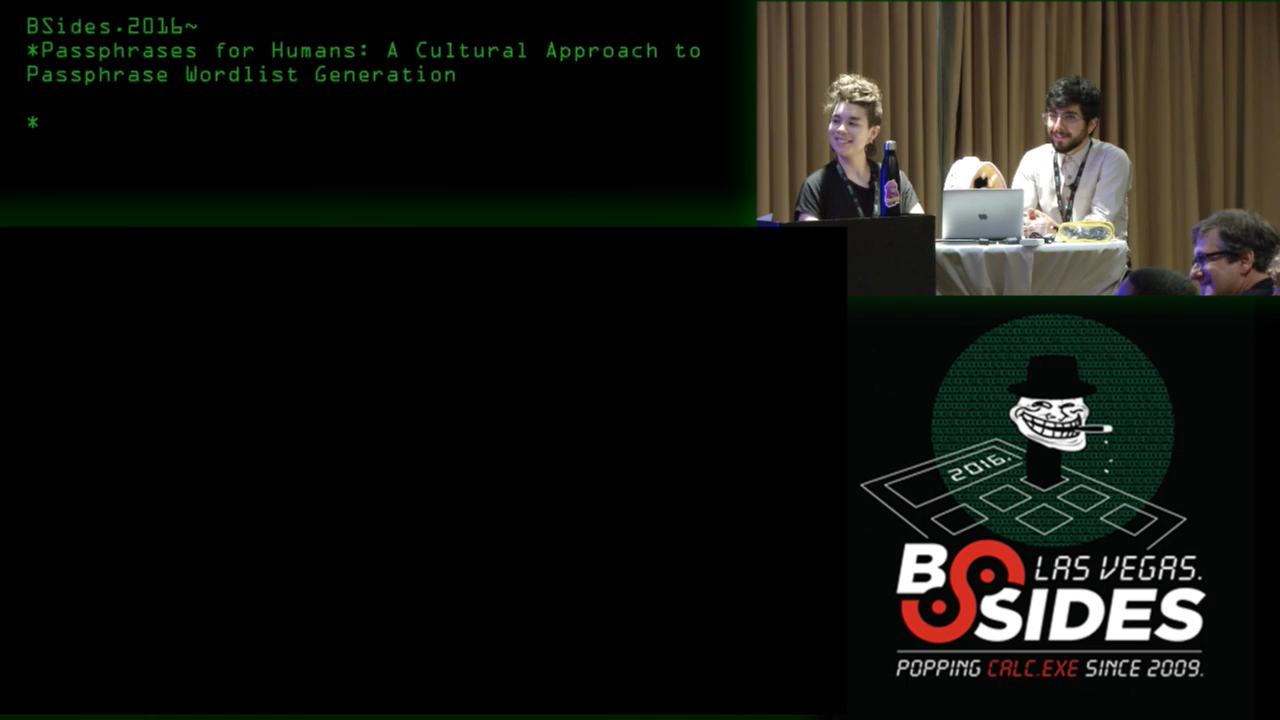 BSides.2016~
*Passphrases for Humans: A Cultural Approach to
Passphrase Wordlist Generation
*
2016.
BSIDES LAS VEGAS.
POPPING CALC.EXE SINCE 2009.